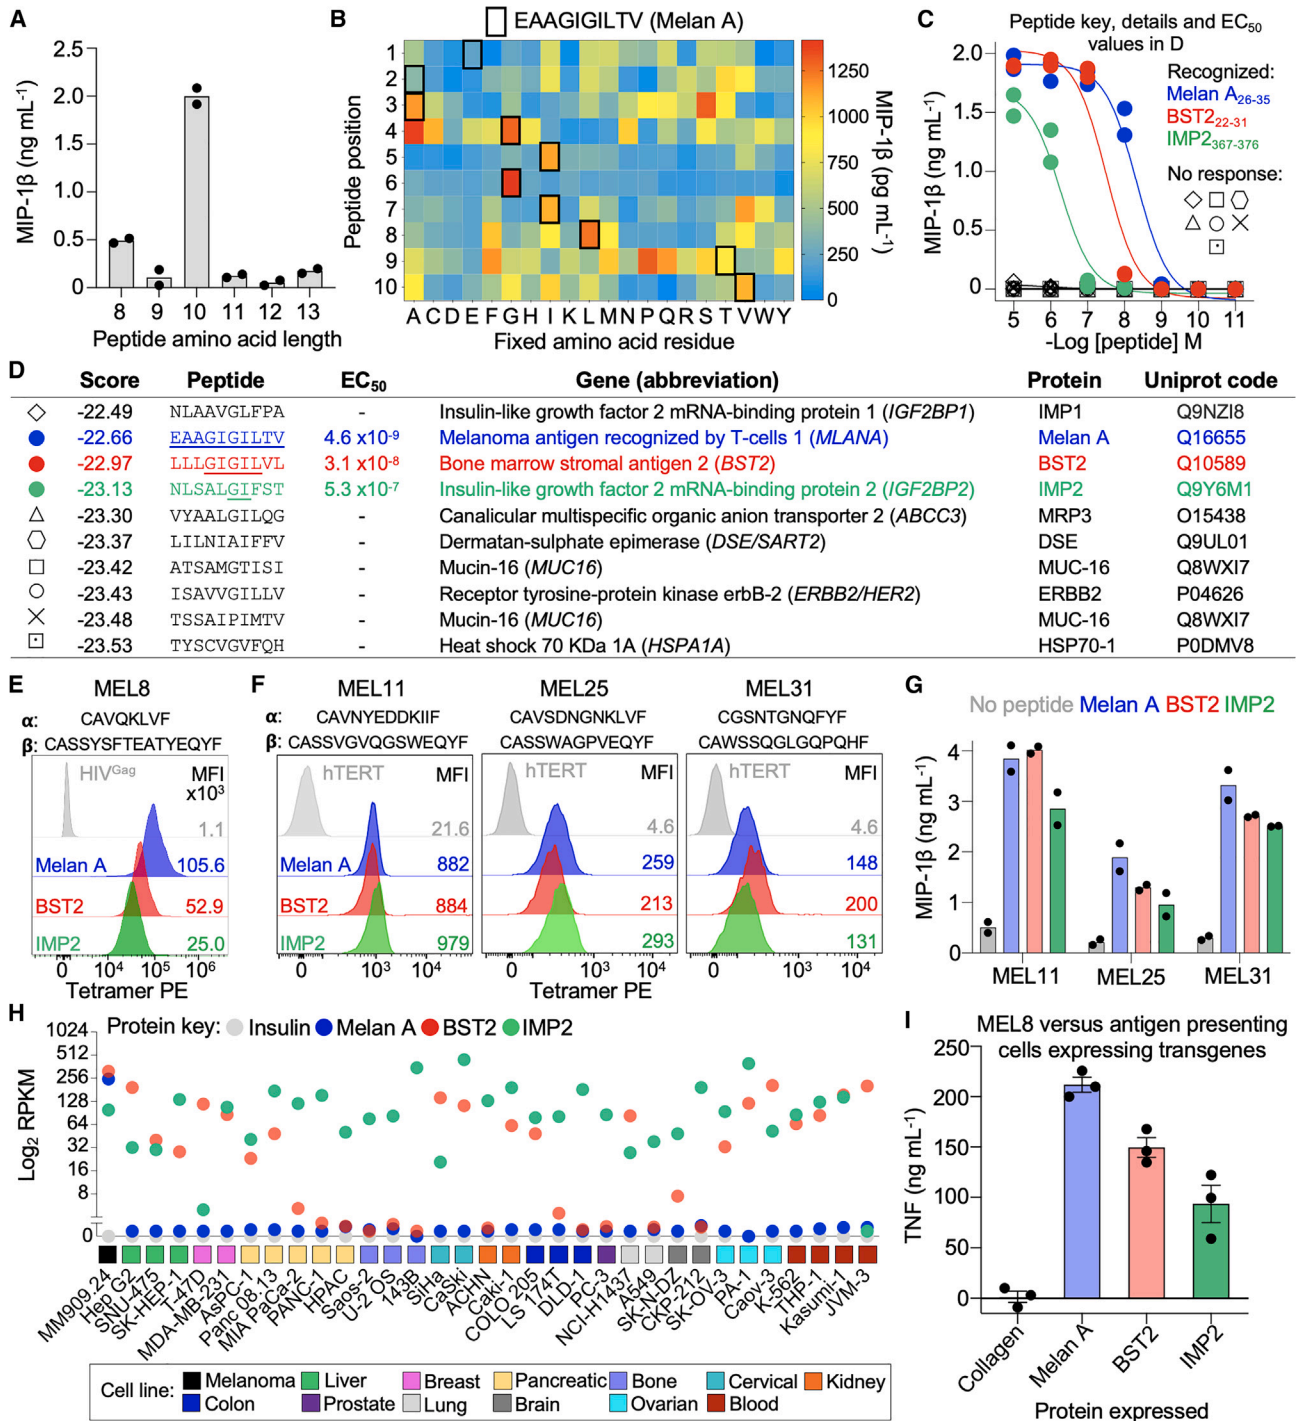 A
MIP-1β (ng mL⁻¹)
2.5
2.0
1.5
1.0
0.5
0
8 9 10 11 12 13
Peptide amino acid length
B
EAAGIGILTV (Melan A)
Peptide position
1
2
3
4
5
6
7
8
9
10
A C D E F G H I K L M N P Q R S T V W Y
Fixed amino acid residue
1250
1000
750
500
250
0
MIP-1β (pg mL⁻¹)
C
Peptide key, details and EC₅₀
values in D
MIP-1β (ng mL⁻¹)
2.0
1.5
1.0
0.5
0
Recognized:
Melan A₂₆₋₃₅
BST2₂₂₋₃₁
IMP2₃₆₇₋₃₇₆
No response:
5 6 7 8 9 10 11
-Log [peptide] M
D
Score Peptide EC₅₀ Gene (abbreviation) Protein Uniprot code
-22.49 NLAAVGLFPA - Insulin-like growth factor 2 mRNA-binding protein 1 (IGF2BP1) IMP1 Q9NZI8
-22.66 EAAGIGILTV 4.6 x10⁻⁹ Melanoma antigen recognized by T-cells 1 (MLANA) Melan A Q16655
-22.97 LLLGIGILVL 3.1 x10⁻⁸ Bone marrow stromal antigen 2 (BST2) BST2 Q10589
-23.13 NLSALGIFST 5.3 x10⁻⁷ Insulin-like growth factor 2 mRNA-binding protein 2 (IGF2BP2) IMP2 Q9Y6M1
-23.30 VYAALGILQG - Canalicular multispecific organic anion transporter 2 (ABCC3) MRP3 O15438
-23.37 LILNIAIFFV - Dermatan-sulphate epimerase (DSE/SART2) DSE Q9UL01
-23.42 ATSAMGTISI - Mucin-16 (MUC16) MUC-16 Q8WXI7
-23.43 ISAVVGILLV - Receptor tyrosine-protein kinase erbB-2 (ERBB2/HER2) ERBB2 P04626
-23.48 TSSAIPIMTV - Mucin-16 (MUC16) MUC-16 Q8WXI7
-23.53 TYSCVGVFQH - Heat shock 70 KDa 1A (HSPA1A) HSP70-1 P0DMV8
E
MEL8
α: CAVQKLVF
β: CASSYSFTEATYEQYF
HIVᴳᵃᵍ MFI
x10³
1.1
Melan A 105.6
BST2 52.9
IMP2 25.0
0 10⁴ 10⁵ 10⁶
Tetramer PE
F
MEL11 MEL25 MEL31
α: CAVNYEDDKIIF CAVSDNGNKLVF CGSNTGNQFYF
β: CASSVGVQGSWEQYF CASSWAGPVEQYF CAWSSQGLGQPQHF
hTERT MFI hTERT MFI hTERT MFI
21.6 4.6 4.6
Melan A 882 259 148
BST2 884 213 200
IMP2 979 293 131
0 10³ 10⁴ 0 10³ 10⁴ 0 10³ 10⁴
Tetramer PE
G
No peptide Melan A BST2 IMP2
MIP-1β (ng mL⁻¹)
4
3
2
1
0
MEL11 MEL25 MEL31
H
Protein key: Insulin Melan A BST2 IMP2
Log₂ RPKM
1024
512
256
128
64
32
16
8
0
MM909.24
Hep G2
SNU-475
SK-HEP-1
T-47D
MDA-MB-231
AsPC-1
Panc 08.13
MIA PaCa-2
PANC-1
HPAC
Saos-2
U-2 OS
143B
SiHa
CaSki
ACHN
Caki-1
COLO 205
LS 174T
DLD-1
PC-3
NCI-H1437
A549
SK-N-DZ
CKP-212
SK-OV-3
PA-1
Caov-3
K-562
THP-1
Kasumi-1
JVM-3
Cell line: Melanoma Liver Breast Pancreatic Bone Cervical Kidney
Colon Prostate Lung Brain Ovarian Blood
I
MEL8 versus antigen presenting
cells expressing transgenes
TNF (ng mL⁻¹)
250
200
150
100
50
0
Collagen
Melan A
BST2
IMP2
Protein expressed